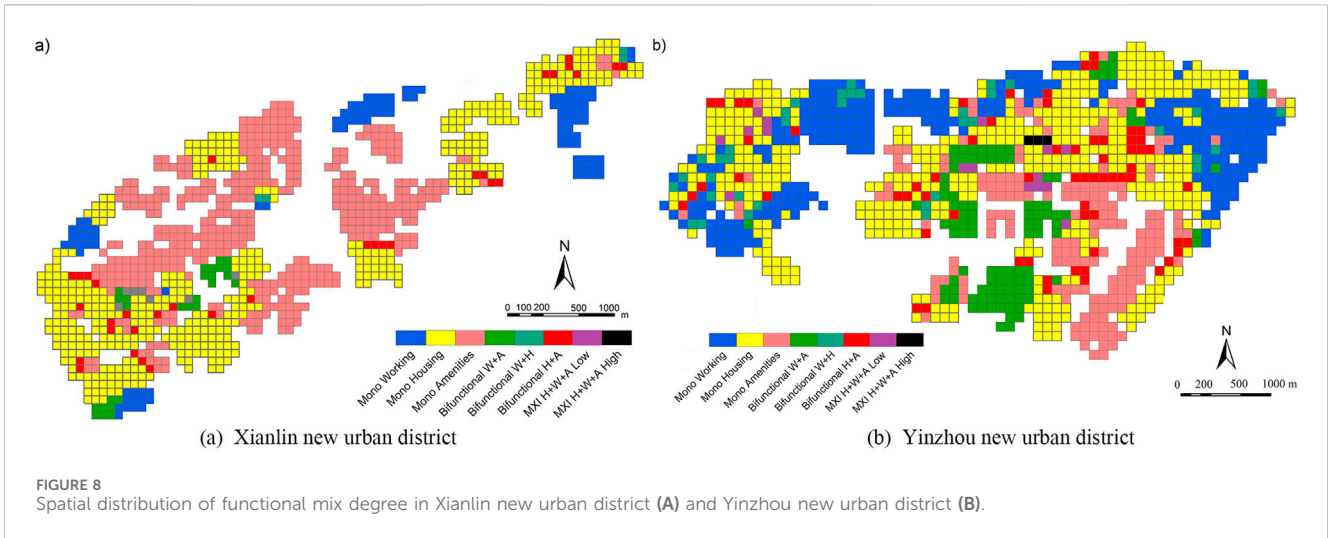 a)
b)
N
0 100 200 500 1000
m
Mono Working
Mono Housing
Mono Amenities
Bifunctional W+A
Bifunctional W+H
Bifunctional H+A
MXI H+W+A Low
MXI H+W+A High
N
Mono Working
Mono Housing
Mono Amenities
Bifunctional W+A
Bifunctional W+H
Bifunctional H+A
MXI H+W+A Low
MXI H+W+A High
0 200 500 1000 m
(a) Xianlin new urban district
(b) Yinzhou new urban district
FIGURE 8
Spatial distribution of functional mix degree in Xianlin new urban district (A) and Yinzhou new urban district (B).